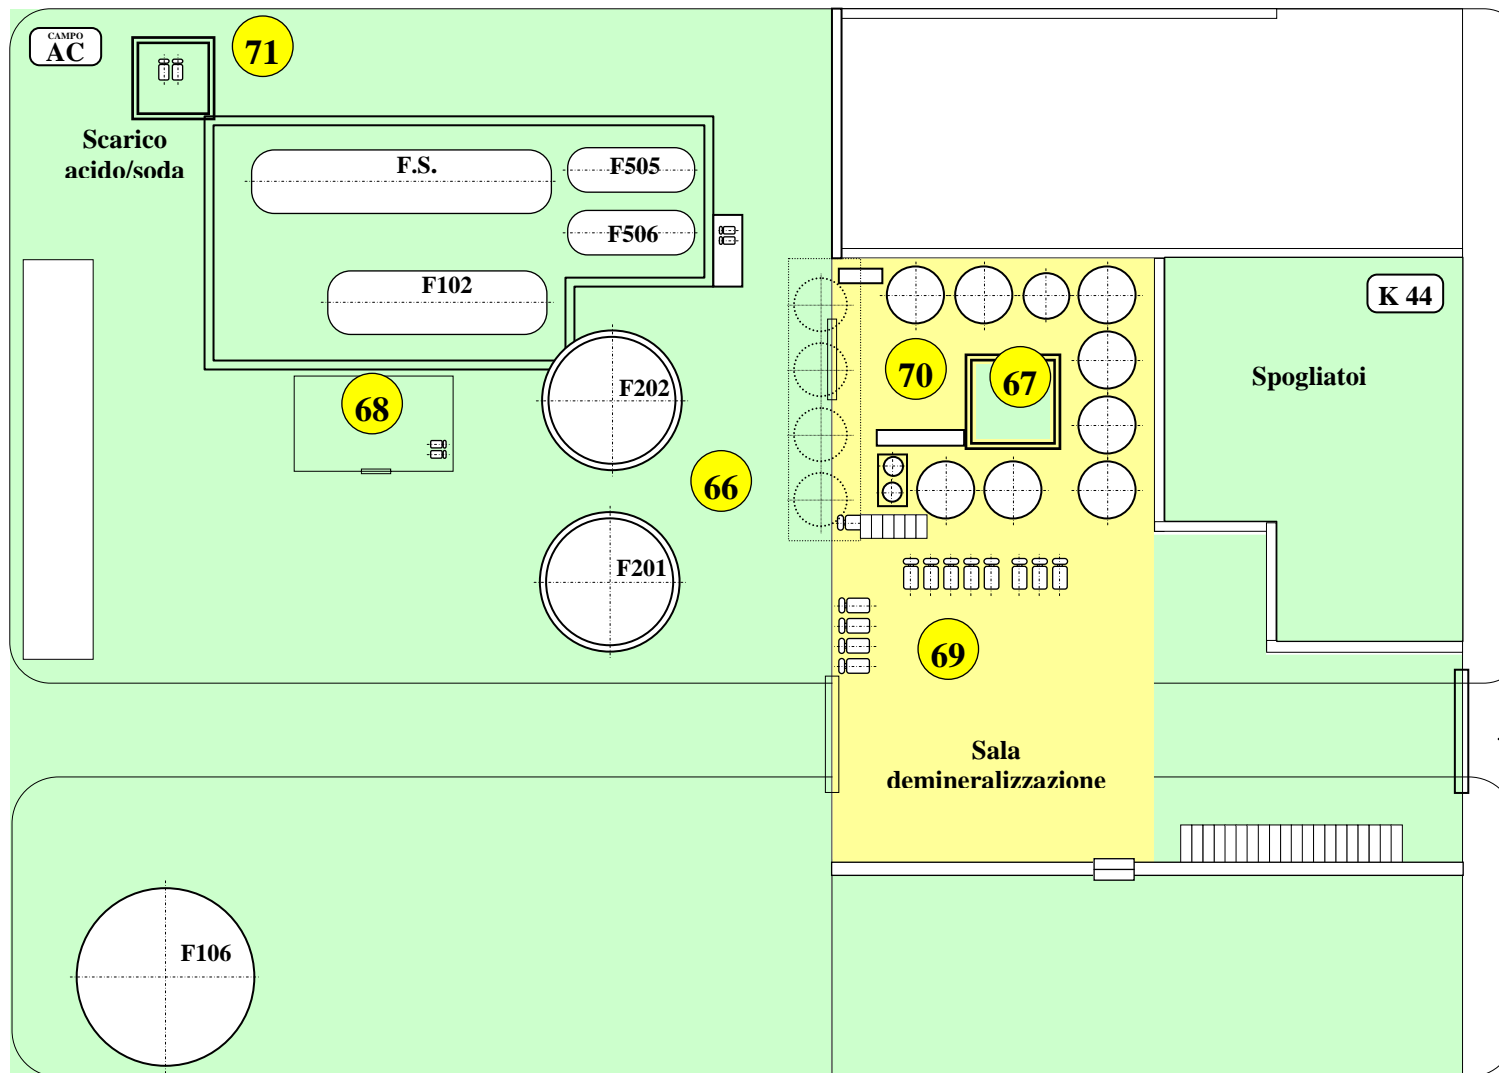 CAMPO
AC
71
Scarico
acido/soda
F.S.
F505
F506
F102
K 44
70
67
Spogliatoi
F202
68
66
F201
69
Sala
demineralizzazione
F106